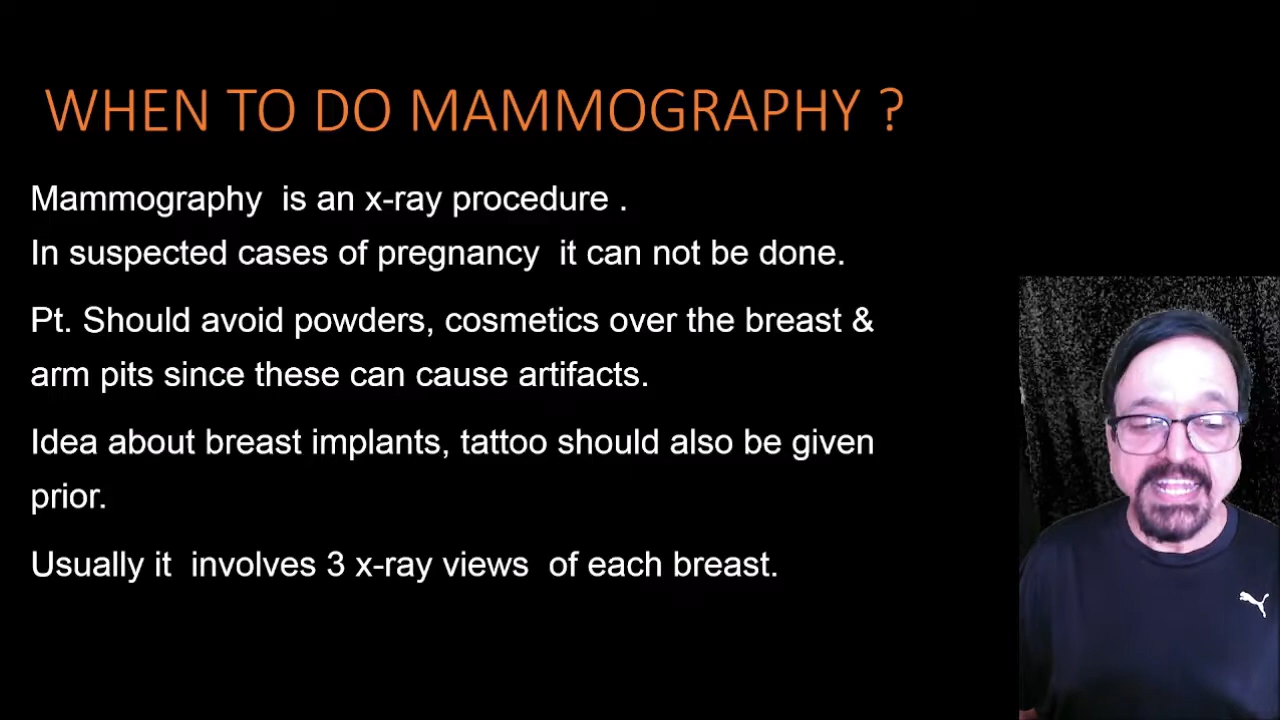 WHEN TO DO MAMMOGRAPHY ?
Mammography is an x-ray procedure .
In suspected cases of pregnancy it can not be done.
Pt. Should avoid powders, cosmetics over the breast &
arm pits since these can cause artifacts.
Idea about breast implants, tattoo should also be given
prior.
Usually it involves 3 x-ray views of each breast.